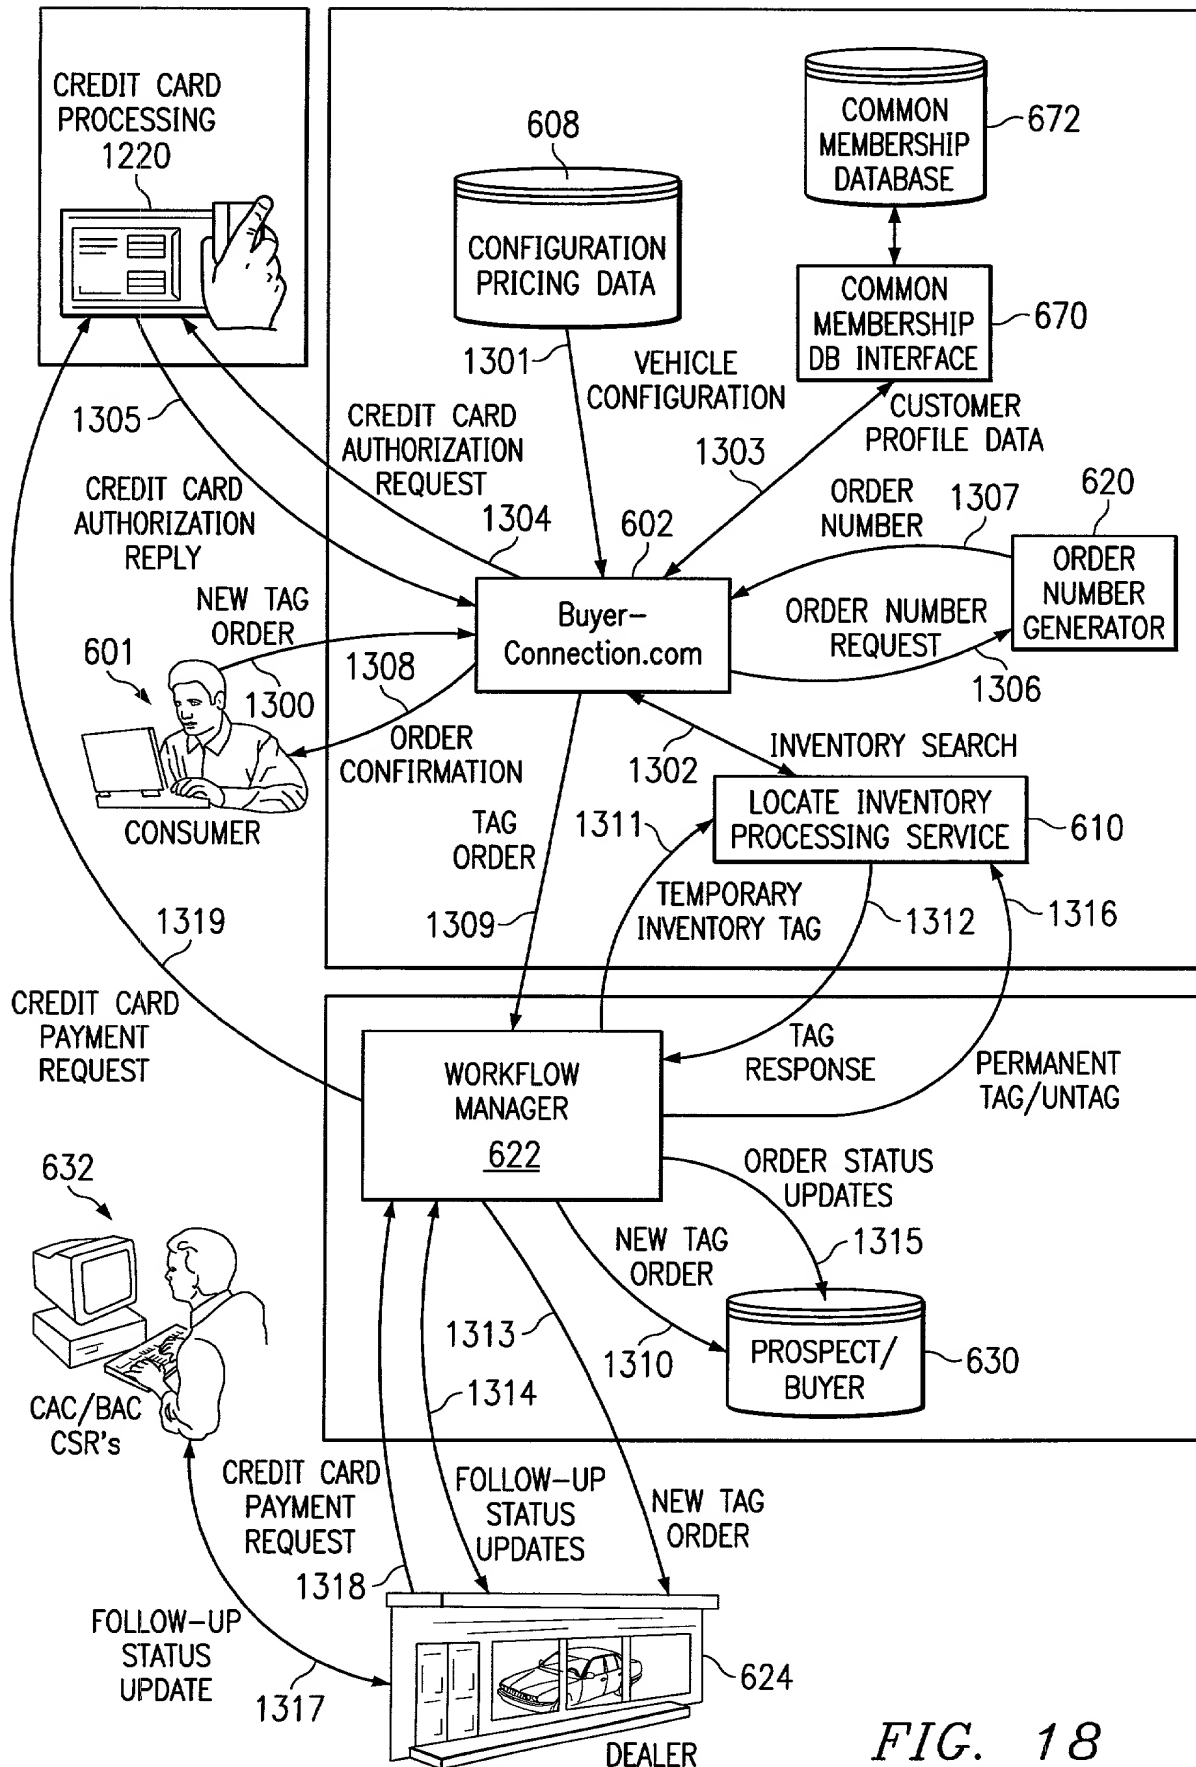 CREDIT CARD
PROCESSING
1220
608
CONFIGURATION
PRICING DATA
COMMON
MEMBERSHIP
DATABASE
672
COMMON
MEMBERSHIP
DB INTERFACE
670
1301
VEHICLE
CONFIGURATION
CUSTOMER
PROFILE DATA
1303
1305
CREDIT CARD
AUTHORIZATION
REQUEST
1304
CREDIT CARD
AUTHORIZATION
REPLY
602
Buyer-
Connection.com
ORDER
NUMBER
1307
620
ORDER
NUMBER
GENERATOR
ORDER NUMBER
REQUEST
1306
NEW TAG
ORDER
601
1300
1308
ORDER
CONFIRMATION
CONSUMER
1302
INVENTORY SEARCH
LOCATE INVENTORY
PROCESSING SERVICE
610
TAG
ORDER
1309
1311
TEMPORARY
INVENTORY TAG
1312
1316
1319
CREDIT CARD
PAYMENT
REQUEST
WORKFLOW
MANAGER
622
TAG
RESPONSE
PERMANENT
TAG/UNTAG
ORDER STATUS
UPDATES
1315
NEW TAG
ORDER
1310
PROSPECT/
BUYER
630
632
CAC/BAC
CSR's
1313
1314
CREDIT CARD
PAYMENT
REQUEST
1318
FOLLOW-UP
STATUS
UPDATES
NEW TAG
ORDER
FOLLOW-UP
STATUS
UPDATE
1317
624
DEALER
FIG. 18